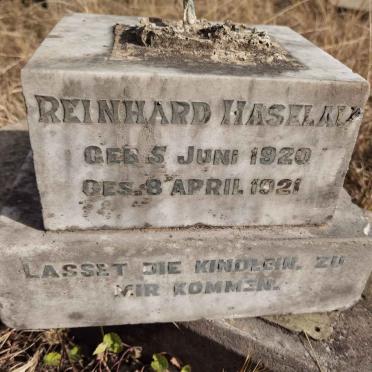 REINHARD HASELAU
GEB. 5 JUNI 1920
GES. 8 APRIL 1921
LASSET DIE KINDLEIN, ZU
MIR KOMMEN.